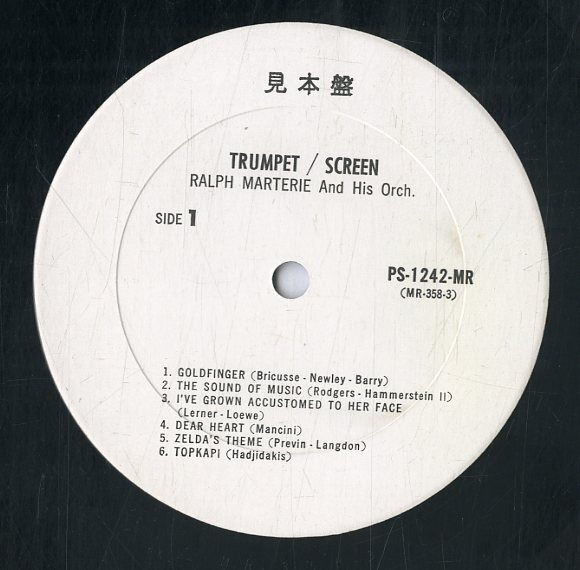 見本盤
TRUMPET / SCREEN
RALPH MARTERIE And His Orch.
SIDE 1
PS-1242-MR
(MR-358-3)
1. GOLDFINGER (Bricusse - Newley - Barry)
2. THE SOUND OF MUSIC (Rodgers - Hammerstein II)
3. I'VE GROWN ACCUSTOMED TO HER FACE
(Lerner - Loewe)
4. DEAR HEART (Mancini)
5. ZELDA'S THEME (Previn - Langdon)
6. TOPKAPI (Hadjidakis)